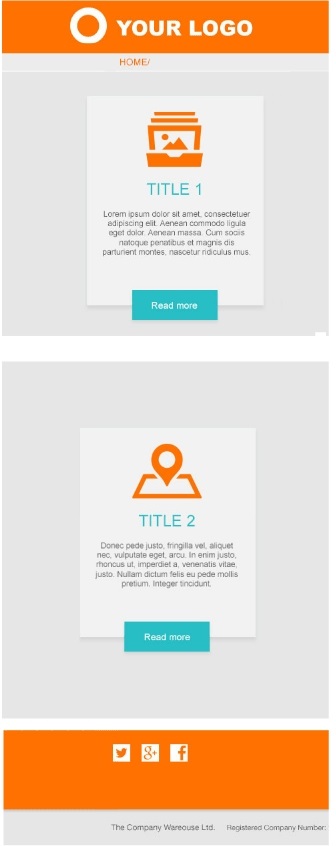 YOUR LOGO
HOME/
TITLE 1
Lorem ipsum dolor sit amet, consectetuer
adipiscing elit. Aenean commodo ligula
eget dolor. Aenean massa. Cum sociis
natoque penatibus et magnis dis
parturient montes, nascetur ridiculus mus.
Read more
TITLE 2
Donec pede justo, fringilla vel, aliquet
nec, vulputate eget, arcu. In enim justo,
rhoncus ut, imperdiet a, venenatis vitae,
justo. Nullam dictum felis eu pede mollis
pretium. Integer tincidunt.
Read more
g+ f
The Company Wareouse Ltd. Registered Company Number: